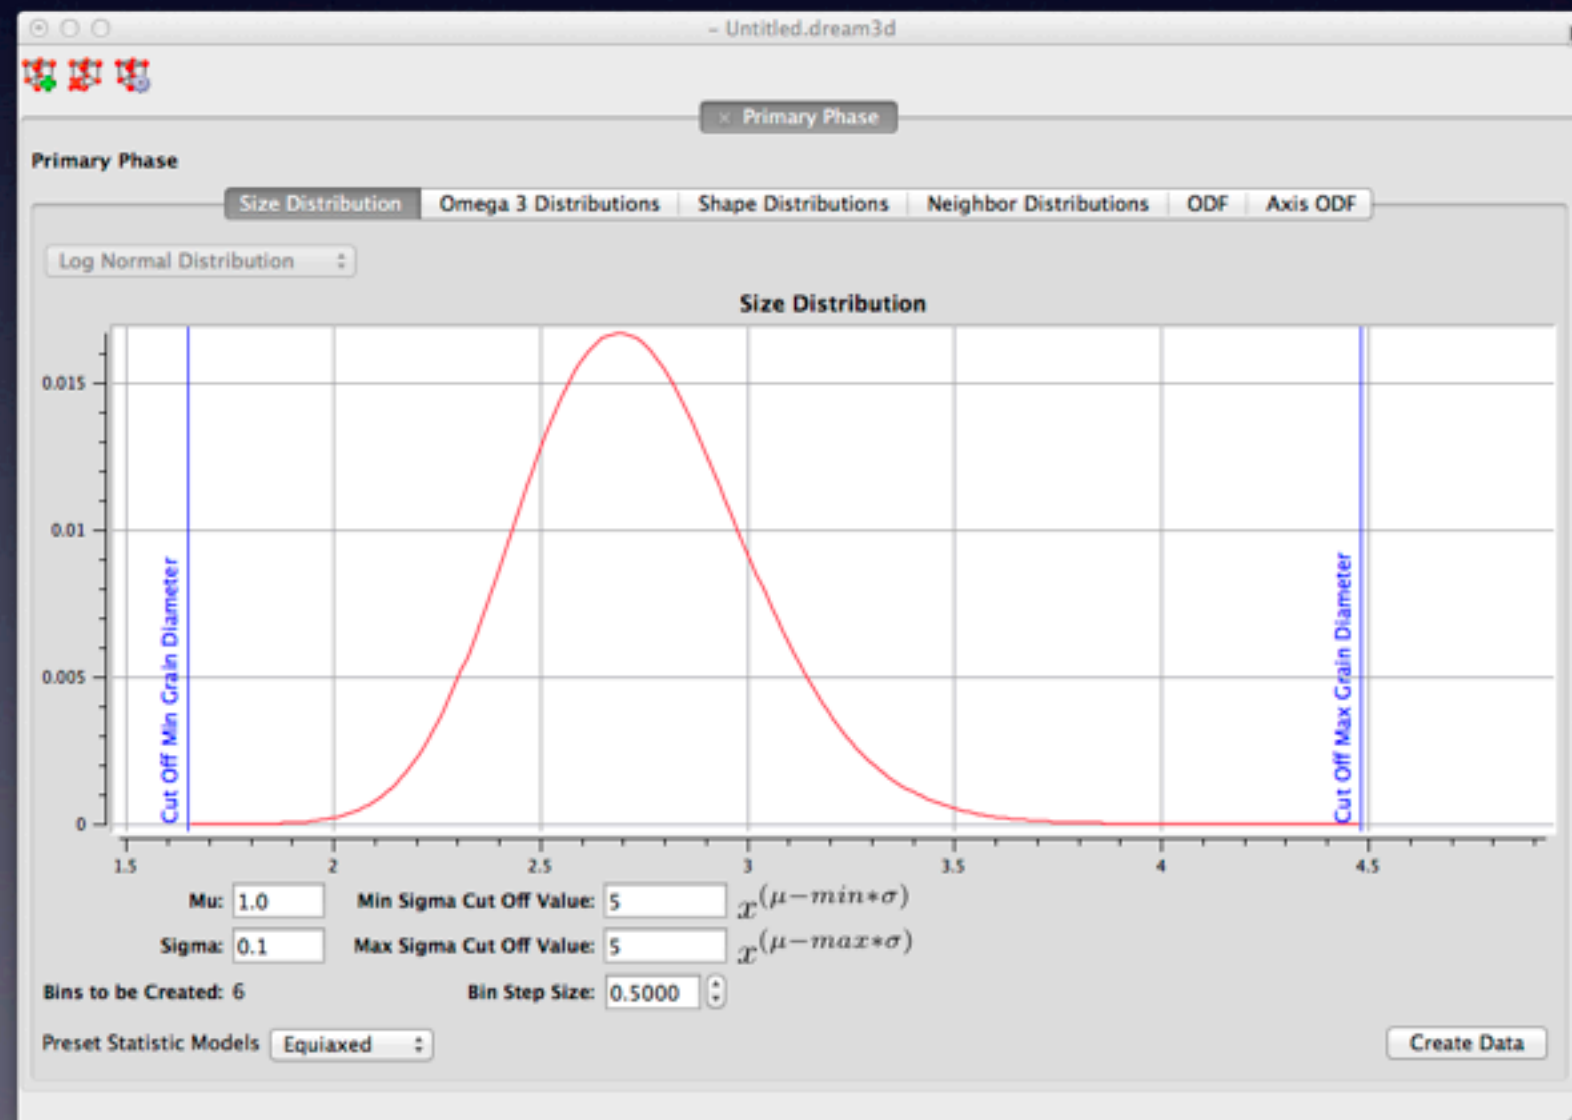 – Untitled.dream3d
× Primary Phase
Primary Phase
Size Distribution Omega 3 Distributions Shape Distributions Neighbor Distributions ODF Axis ODF
Log Normal Distribution
Size Distribution
0.015
0.01
0.005
0
Cut Off Min Grain Diameter
Cut Off Max Grain Diameter
1.5 2 2.5 3 3.5 4 4.5
Mu: 1.0 Min Sigma Cut Off Value: 5 x^(μ−min∗σ)
Sigma: 0.1 Max Sigma Cut Off Value: 5 x^(μ−max∗σ)
Bins to be Created: 6 Bin Step Size: 0.5000
Preset Statistic Models Equiaxed Create Data